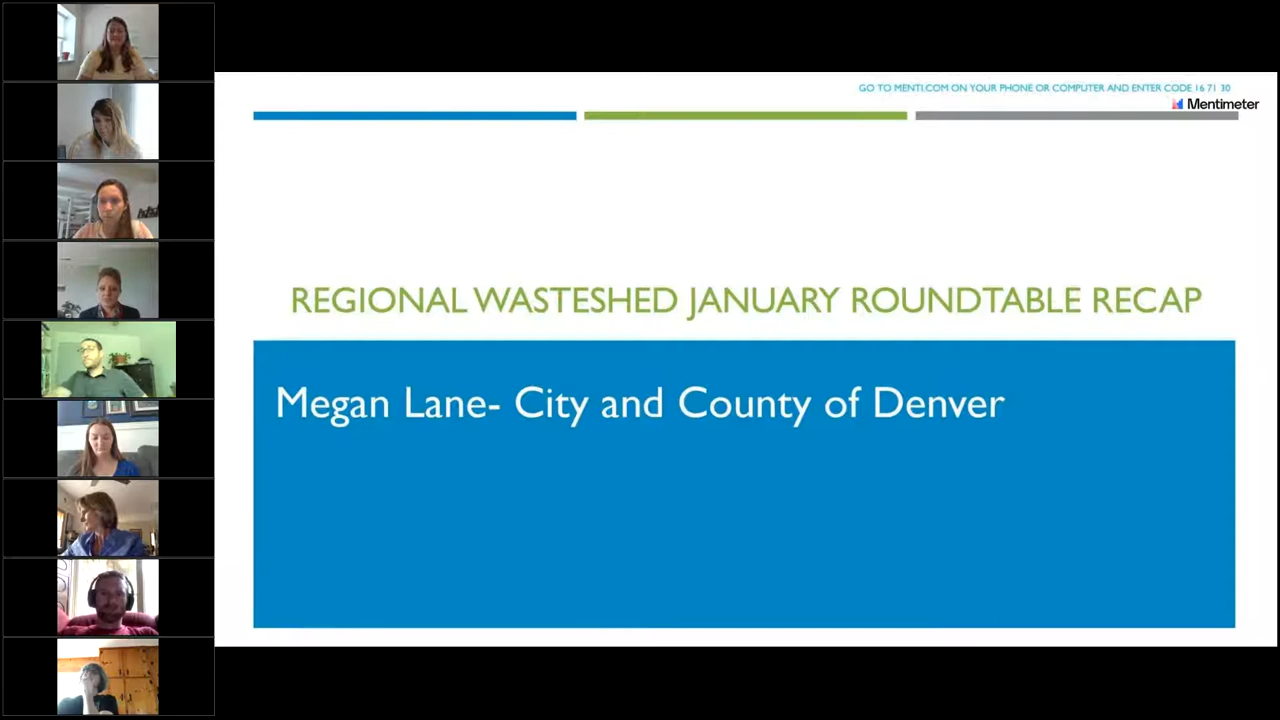 GO TO MENTI.COM ON YOUR PHONE OR COMPUTER AND ENTER CODE 16 71 30
Mentimeter
REGIONAL WASTESHED JANUARY ROUNDTABLE RECAP
Megan Lane- City and County of Denver